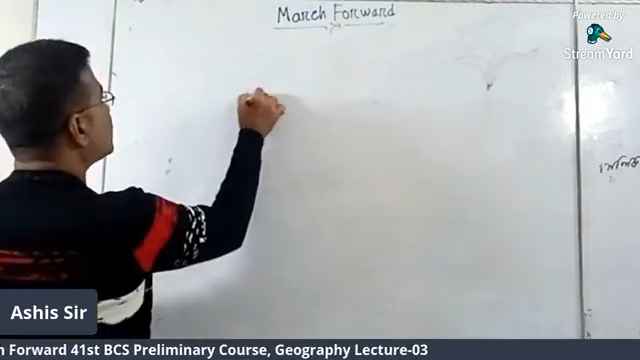 March Forward
Powered by
StreamYard
Ashis Sir
n Forward 41st BCS Preliminary Course, Geography Lecture-03